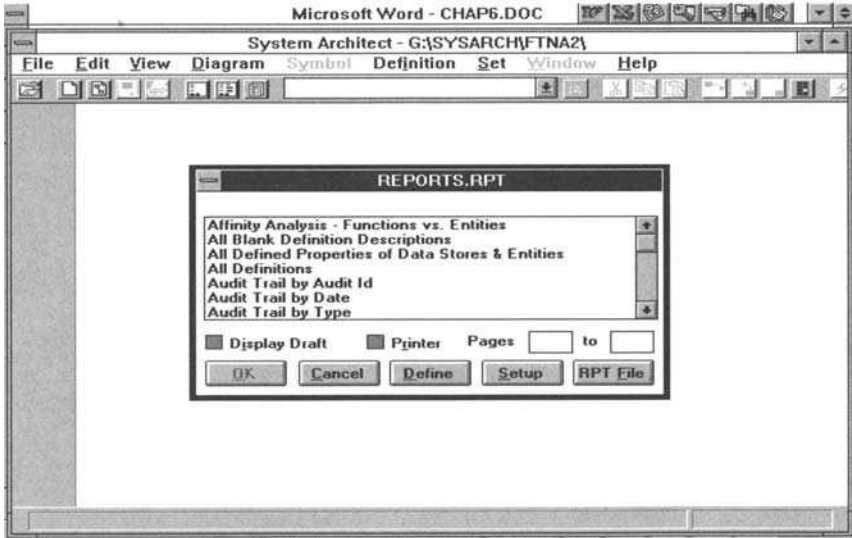 Microsoft Word - CHAP6.DOC
System Architect - G:\SYSARCH\FTNA2\
File Edit View Diagram Symbol Definition Set Window Help
REPORTS.RPT
Affinity Analysis - Functions vs. Entities
All Blank Definition Descriptions
All Defined Properties of Data Stores & Entities
All Definitions
Audit Trail by Audit Id
Audit Trail by Date
Audit Trail by Type
Display Draft Printer Pages to
OK Cancel Define Setup RPT File